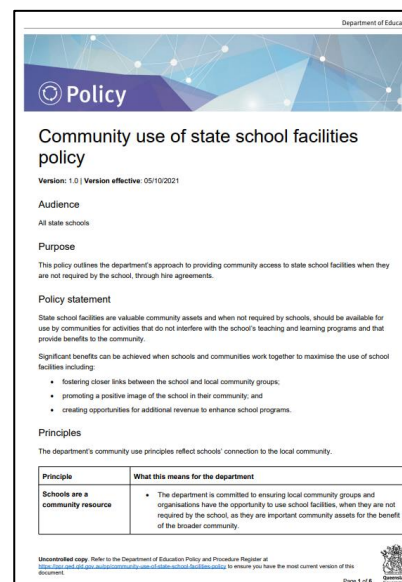 Department of Educa
Policy
Community use of state school facilities
policy
Version: 1.0 | Version effective: 05/10/2021
Audience
All state schools
Purpose
This policy outlines the department's approach to providing community access to state school facilities when they
are not required by the school, through hire agreements.
Policy statement
State school facilities are valuable community assets and when not required by schools, should be available for
use by communities for activities that do not interfere with the school's teaching and learning programs and that
provide benefits to the community.
Significant benefits can be achieved when schools and communities work together to maximise the use of school
facilities including:
• fostering closer links between the school and local community groups;
• promoting a positive image of the school in their community; and
• creating opportunities for additional revenue to enhance school programs.
Principles
The department's community use principles reflect schools' connection to the local community.
Principle What this means for the department
Schools are a
community resource
• The department is committed to ensuring local community groups and
organisations have the opportunity to use school facilities, when they are not
required by the school, as they are important community assets for the benefit
of the broader community.
Uncontrolled copy. Refer to the Department of Education Policy and Procedure Register at
https://ppr.qed.qld.gov.au/pp/community-use-of-state-school-facilities-policy to ensure you have the most current version of this
document.
Page 1 of 6
Queensl